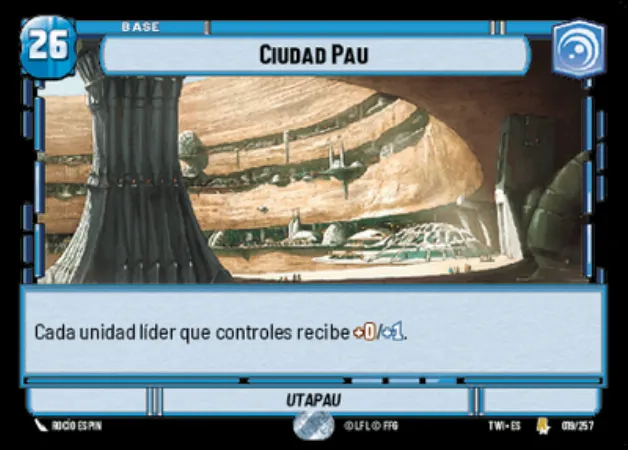 BASE
26
CIUDAD PAU
Cada unidad líder que controles recibe +0/+1.
UTAPAU
ROCÍO ESPIN
© LFL © FFG
TWI • ES
019/257